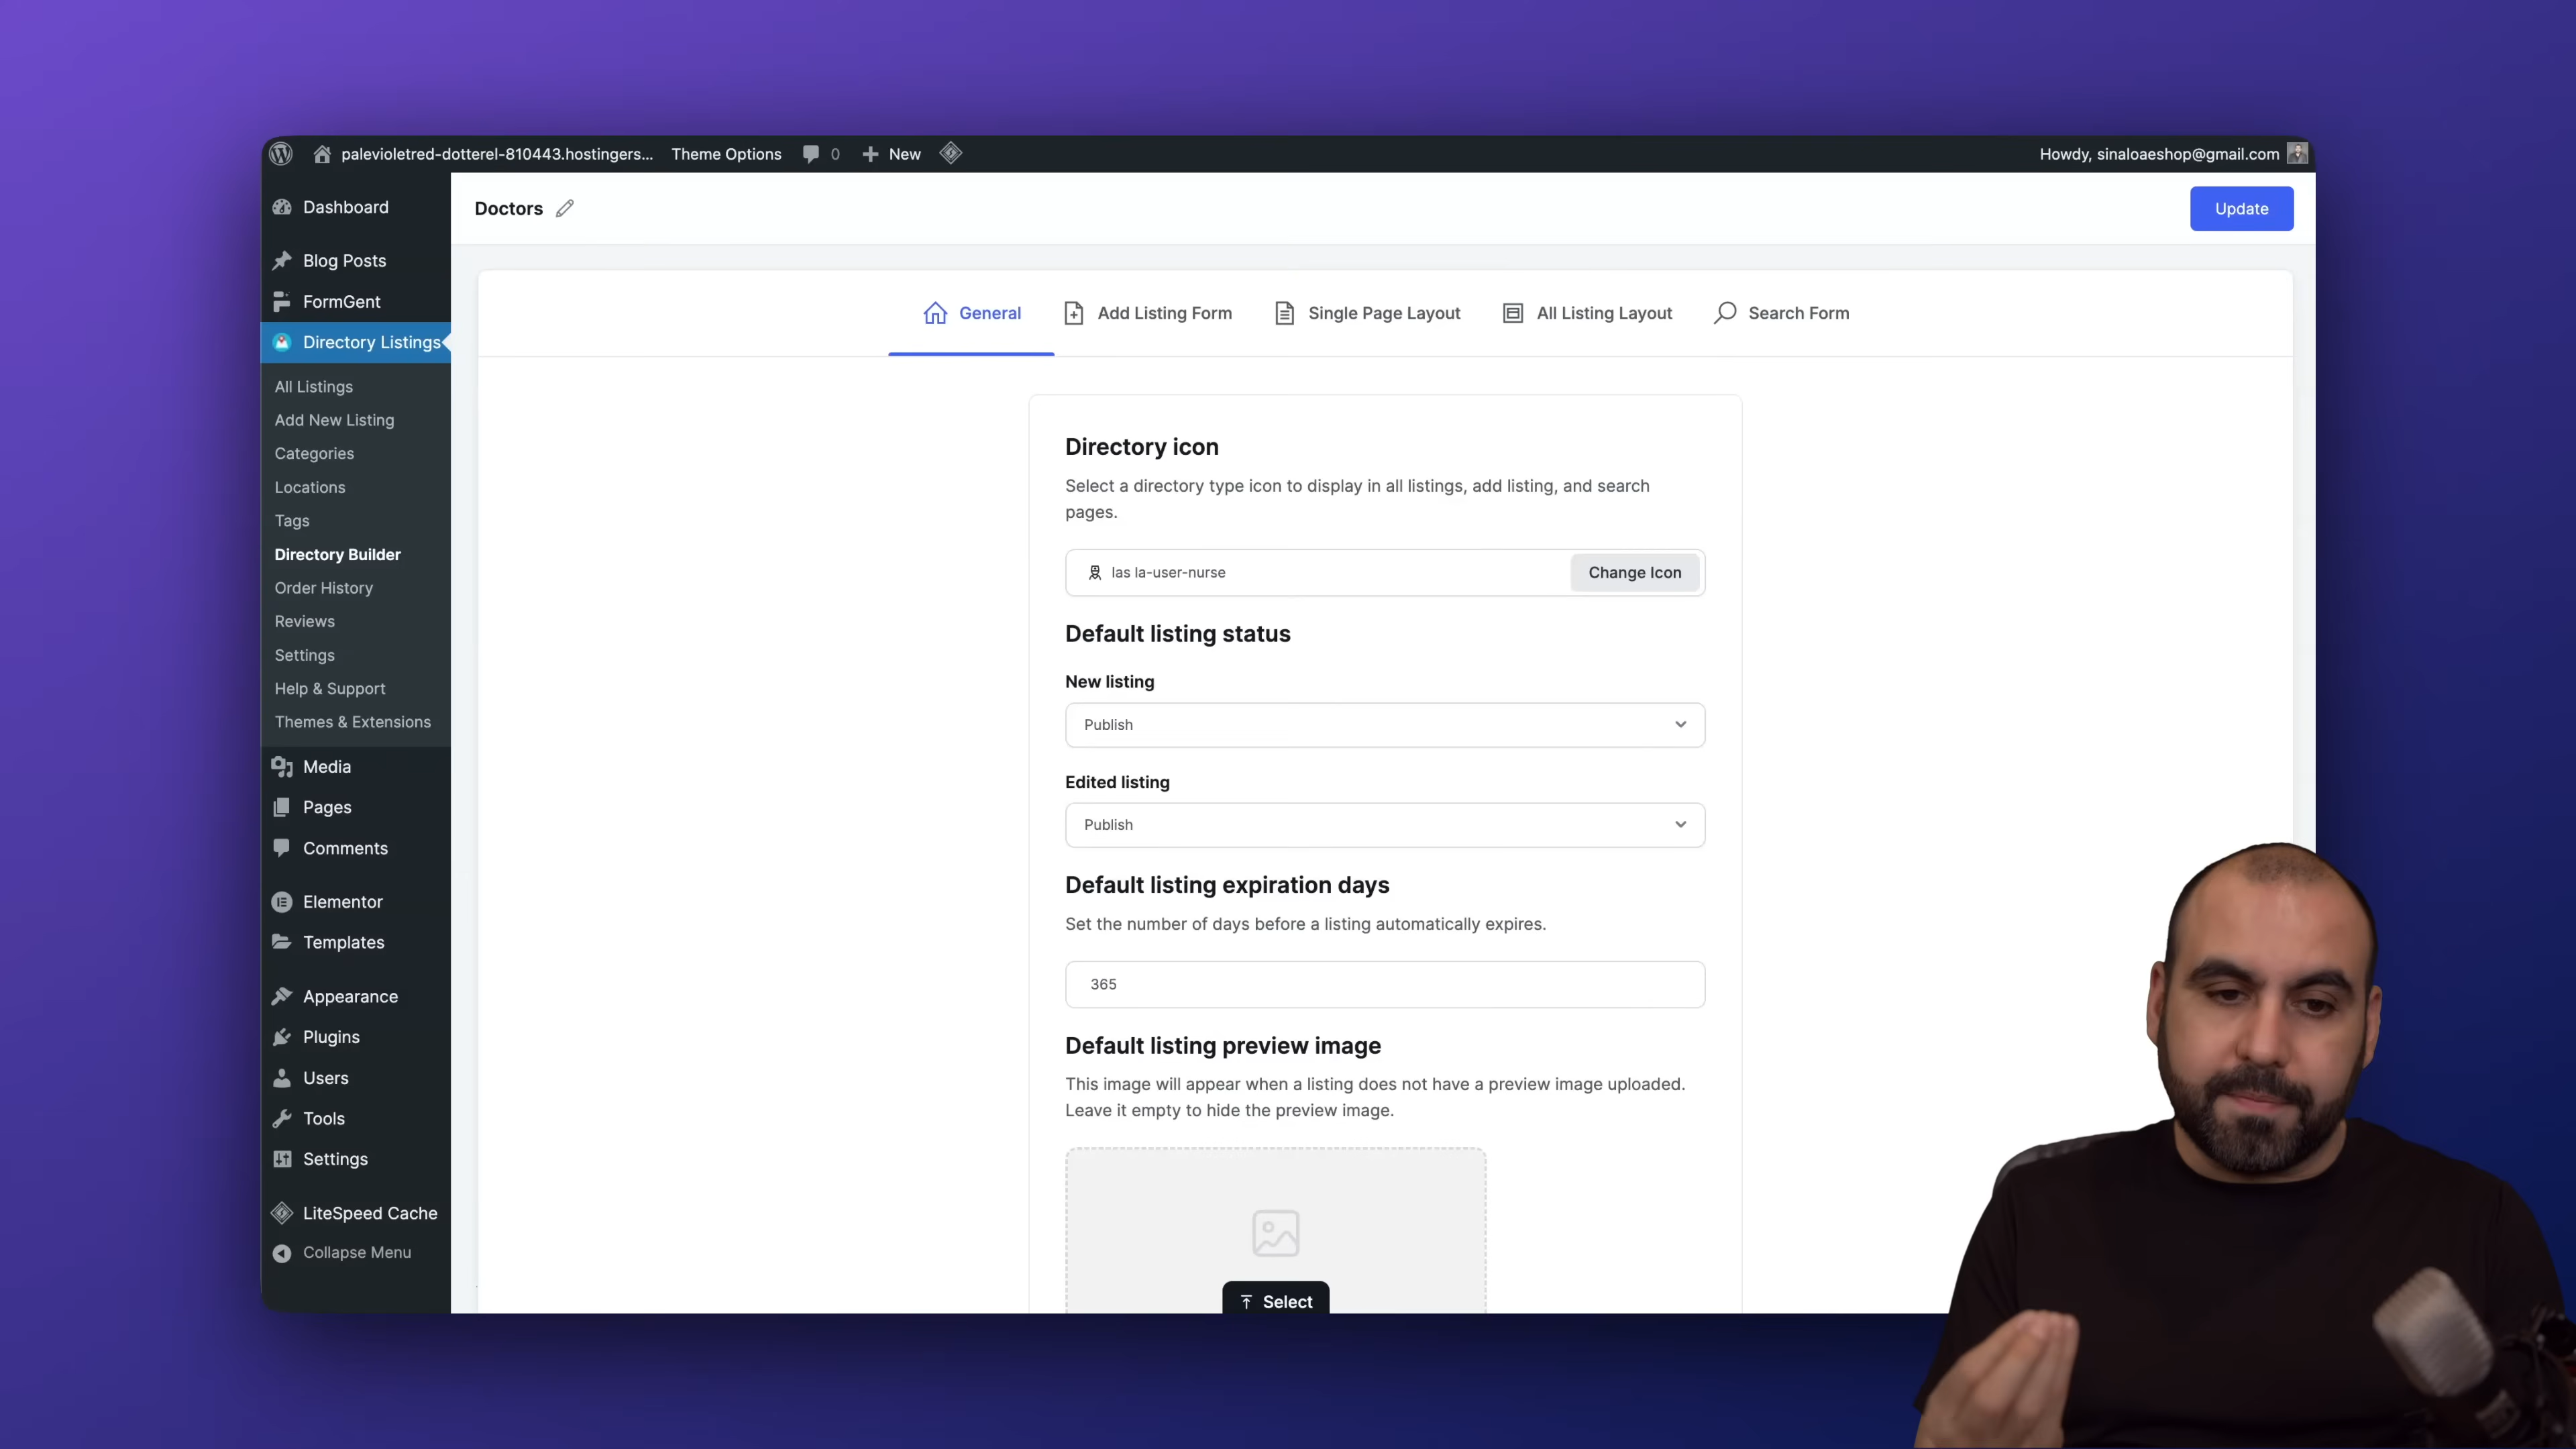 palevioletred-dotterel-810443.hostingers... Theme Options 0 New Howdy, sinaloaeshop@gmail.com
Dashboard
Blog Posts
FormGent
Directory Listings
All Listings
Add New Listing
Categories
Locations
Tags
Directory Builder
Order History
Reviews
Settings
Help & Support
Themes & Extensions
Media
Pages
Comments
Elementor
Templates
Appearance
Plugins
Users
Tools
Settings
LiteSpeed Cache
Collapse Menu
Doctors Update
General Add Listing Form Single Page Layout All Listing Layout Search Form
Directory icon
Select a directory type icon to display in all listings, add listing, and search
pages.
las la-user-nurse Change Icon
Default listing status
New listing
Publish
Edited listing
Publish
Default listing expiration days
Set the number of days before a listing automatically expires.
365
Default listing preview image
This image will appear when a listing does not have a preview image uploaded.
Leave it empty to hide the preview image.
Select